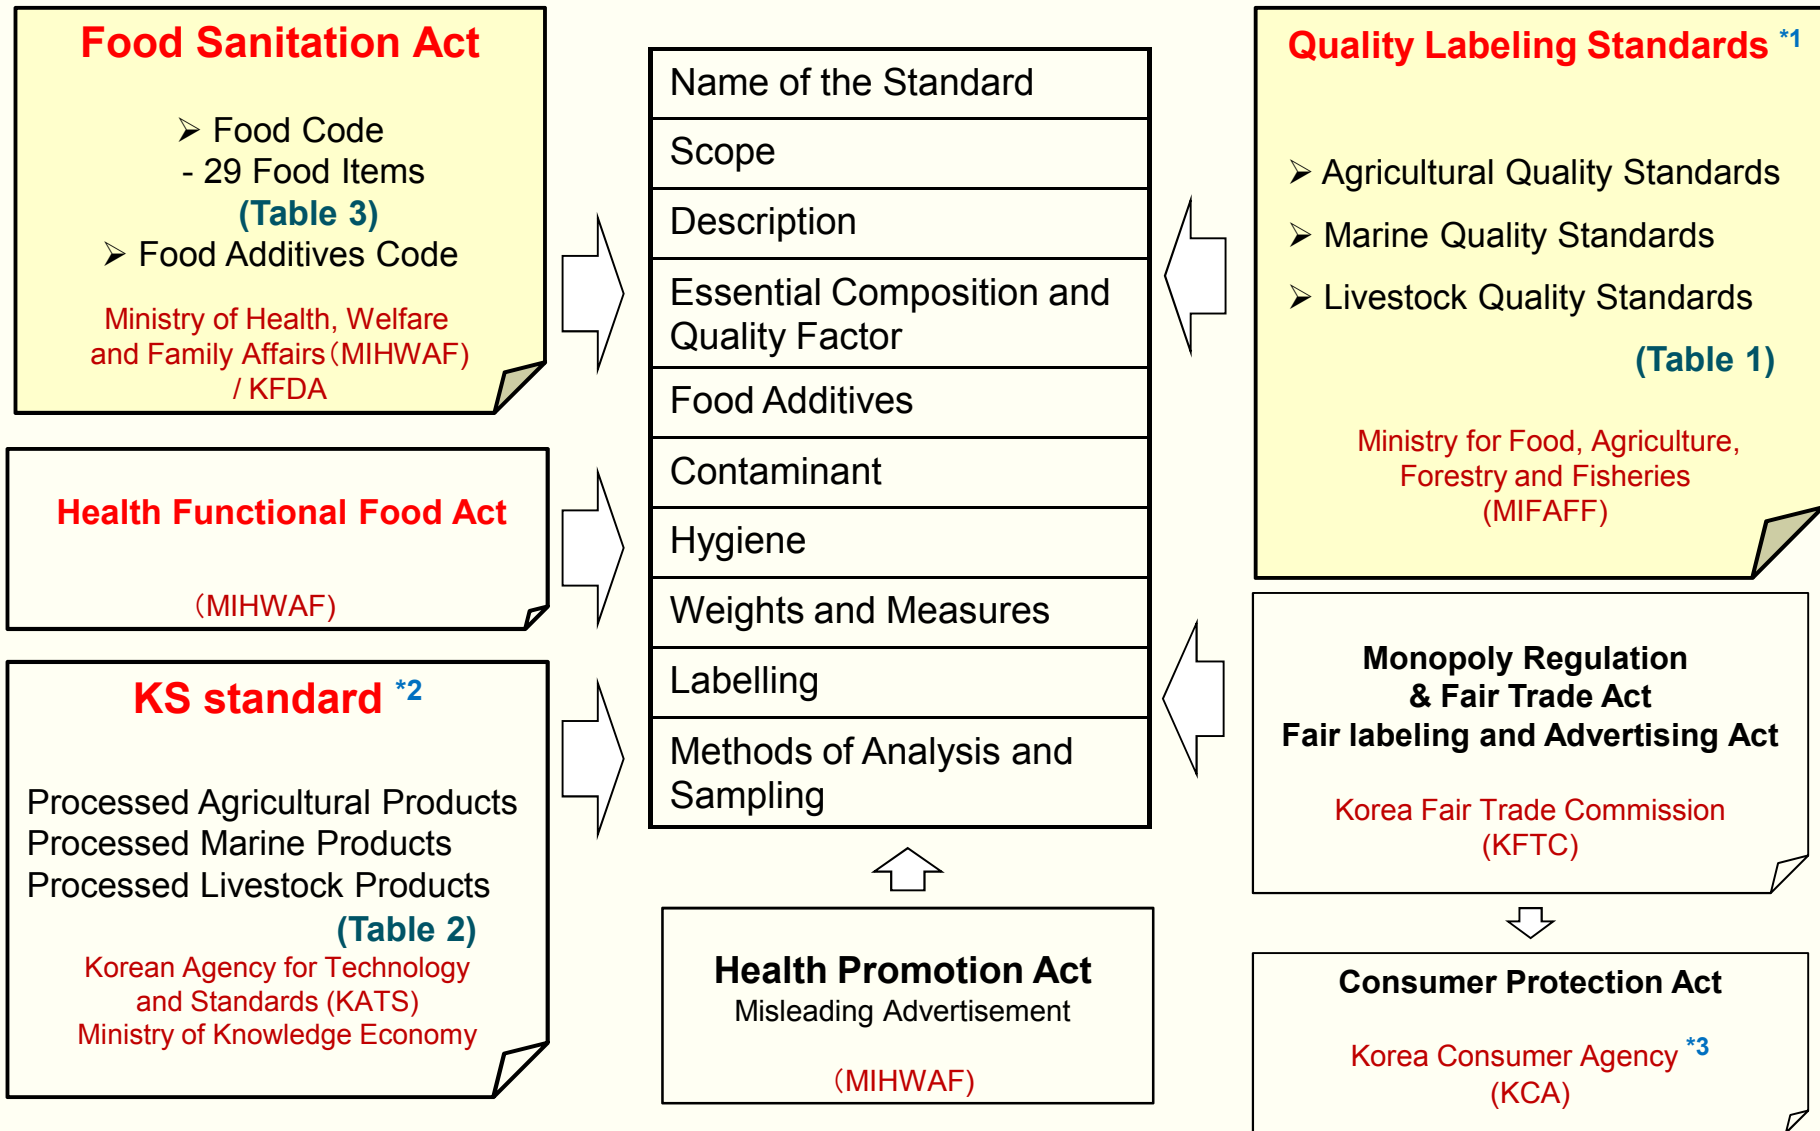 Food Sanitation Act
➢ Food Code
- 29 Food Items
(Table 3)
➢ Food Additives Code
Ministry of Health, Welfare
and Family Affairs（MIHWAF)
/ KFDA
Health Functional Food Act
（MIHWAF)
KS standard *2
Processed Agricultural Products
Processed Marine Products
Processed Livestock Products
(Table 2)
Korean Agency for Technology
and Standards (KATS)
Ministry of Knowledge Economy
Name of the Standard
Scope
Description
Essential Composition and
Quality Factor
Food Additives
Contaminant
Hygiene
Weights and Measures
Labelling
Methods of Analysis and
Sampling
Health Promotion Act
Misleading Advertisement
（MIHWAF)
Quality Labeling Standards *1
➢ Agricultural Quality Standards
➢ Marine Quality Standards
➢ Livestock Quality Standards
(Table 1)
Ministry for Food, Agriculture,
Forestry and Fisheries
(MIFAFF)
Monopoly Regulation
& Fair Trade Act
Fair labeling and Advertising Act
Korea Fair Trade Commission
(KFTC)
Consumer Protection Act
Korea Consumer Agency *3
(KCA)